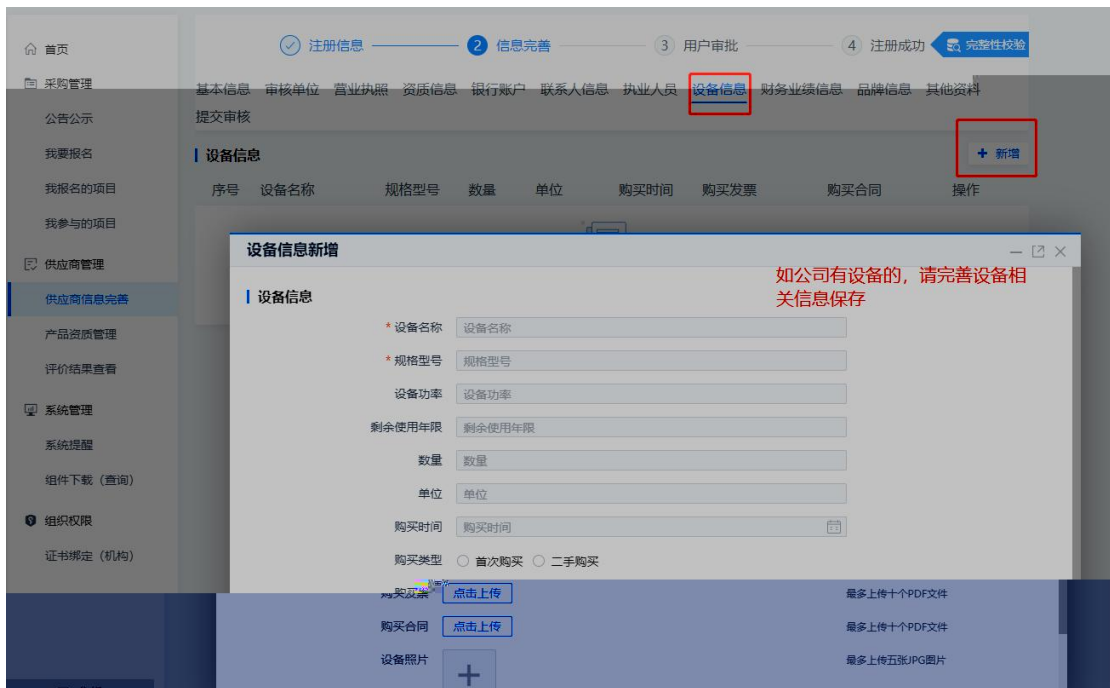 首页
采购管理
公告公示
我要报名
我报名的项目
我参与的项目
供应商管理
供应商信息完善
产品资质管理
评价结果查看
系统管理
系统提醒
组件下载（查询）
组织权限
证书绑定（机构）
注册信息 2 信息完善 3 用户审批 4 注册成功 完整性校验
基本信息 审核单位 营业执照 资质信息 银行账户 联系人信息 执业人员 设备信息 财务业绩信息 品牌信息 其他资料
提交审核
设备信息 + 新增
序号 设备名称 规格型号 数量 单位 购买时间 购买发票 购买合同 操作
设备信息新增
如公司有设备的，请完善设备相
关信息保存
设备信息
* 设备名称 设备名称
* 规格型号 规格型号
设备功率 设备功率
剩余使用年限 剩余使用年限
数量 数量
单位 单位
购买时间 购买时间
购买类型 首次购买 二手购买
购买发票 点击上传 最多上传十个PDF文件
购买合同 点击上传 最多上传十个PDF文件
设备照片 最多上传五张JPG图片